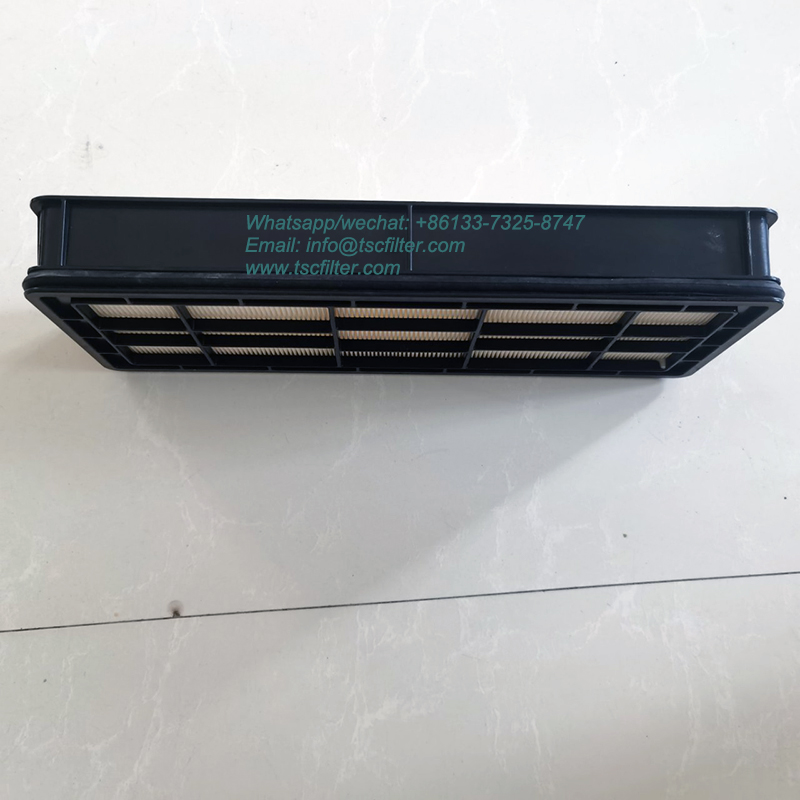 Whatsapp/wechat: +86133-7325-8747
Email: info@tscfilter.com
www.tscfilter.com